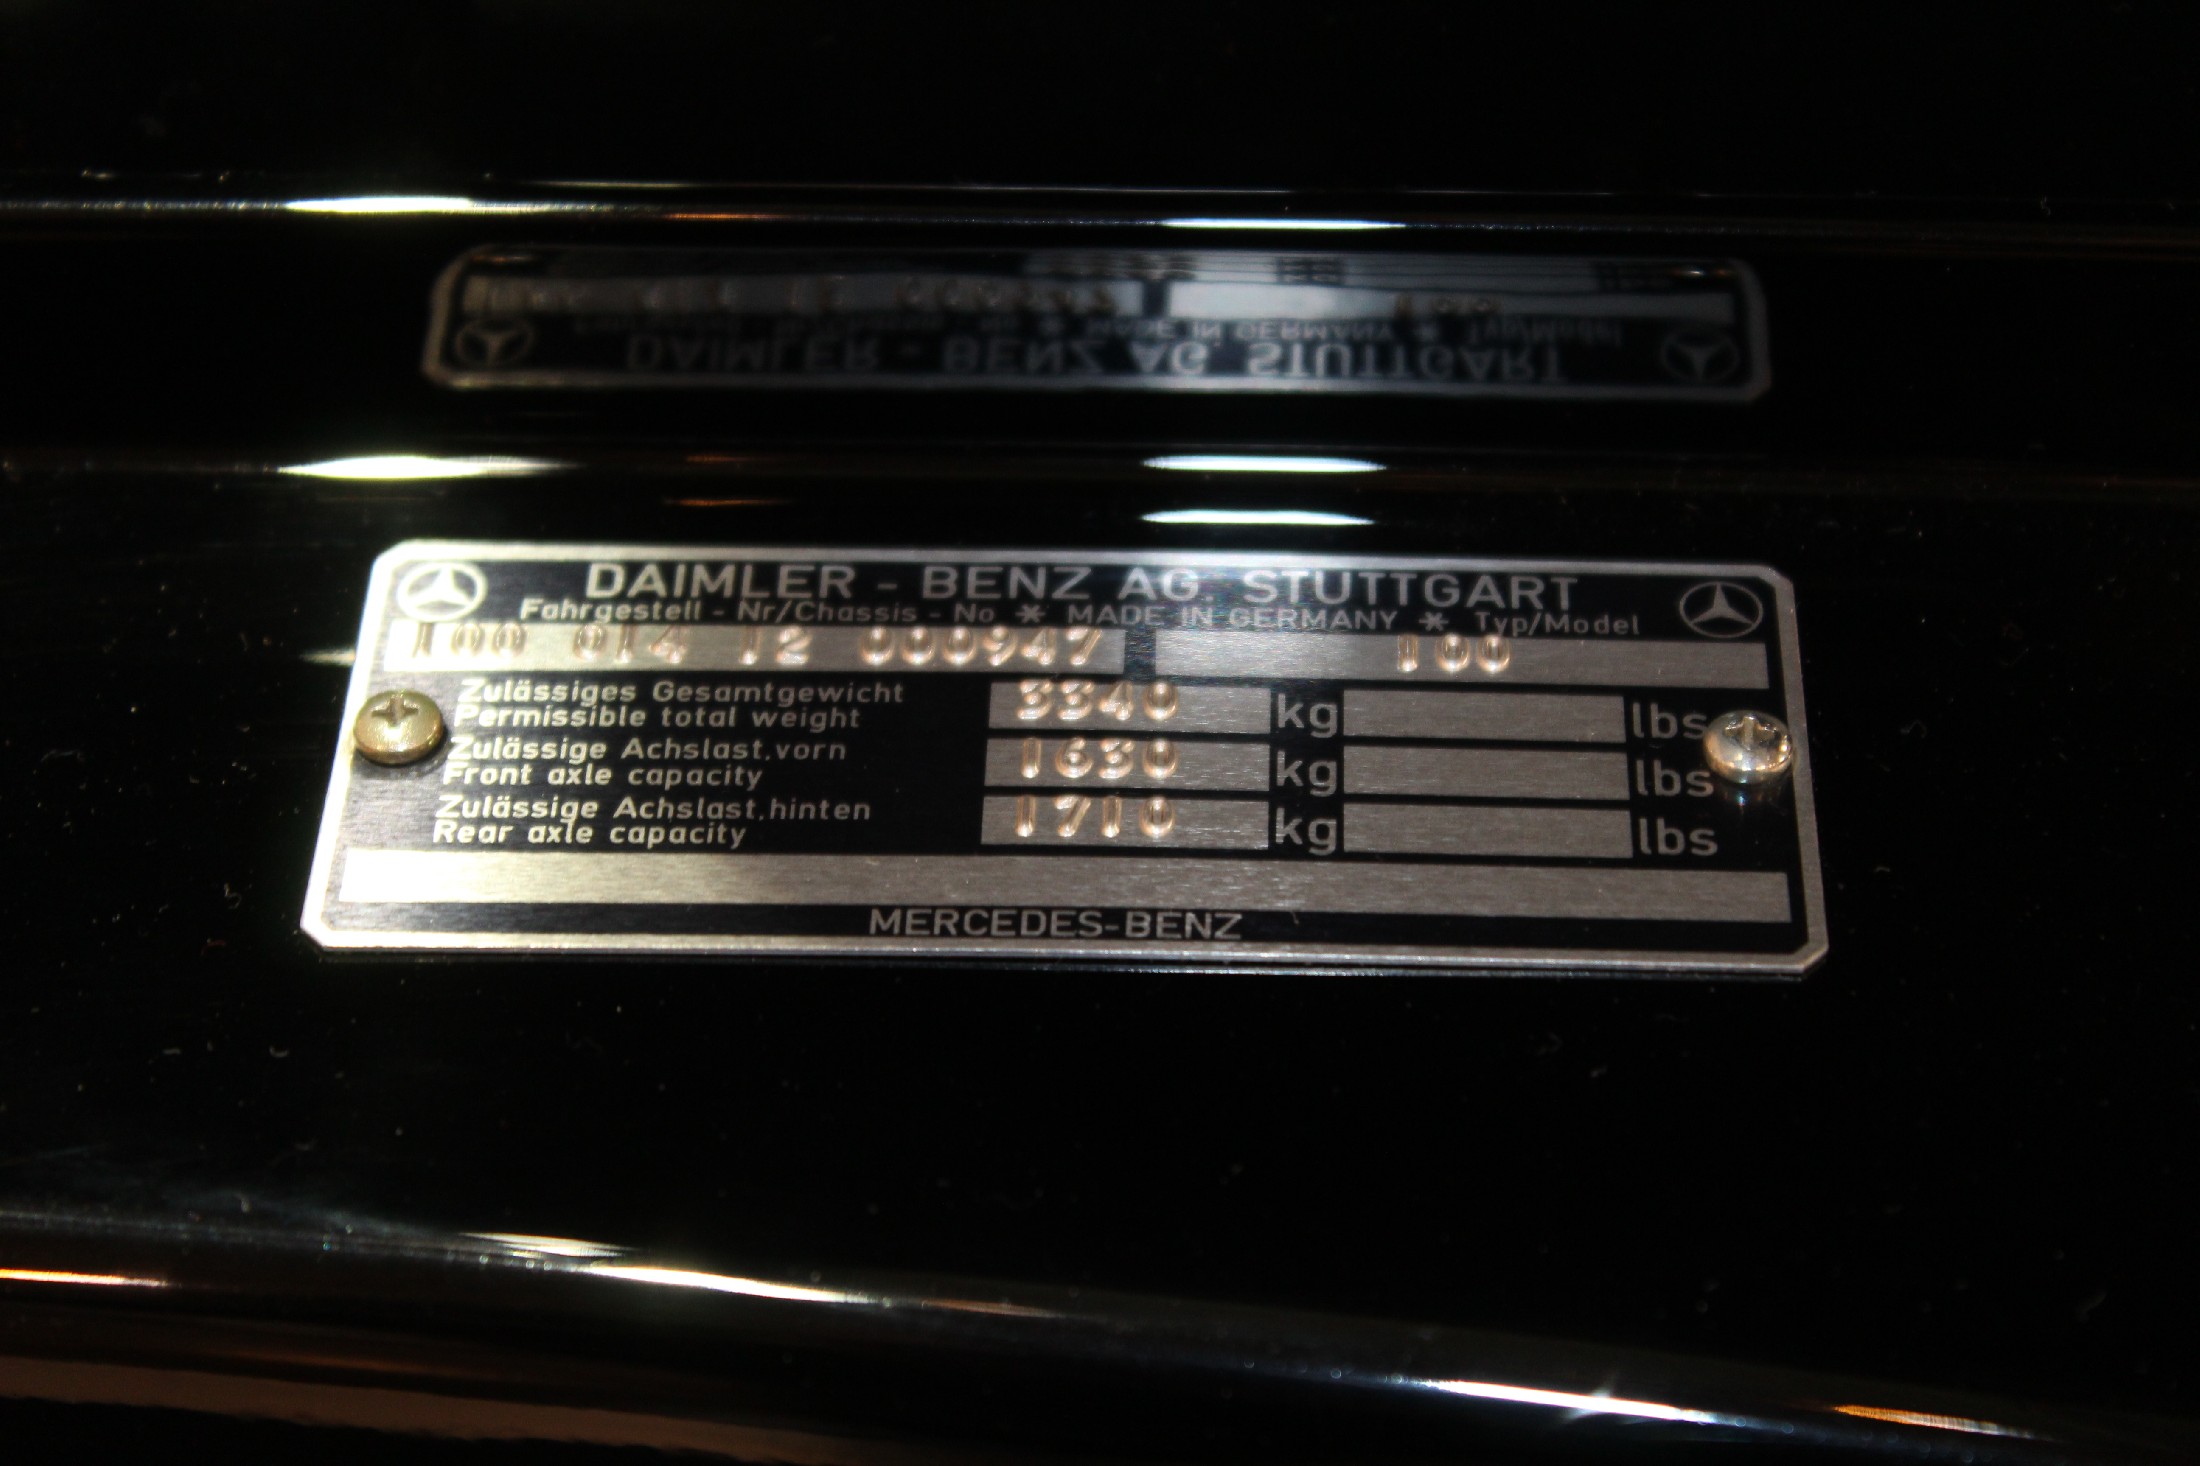 DAIMLER - BENZ AG. STUTTGART
Fahrgestell - Nr/Chassis - No * MADE IN GERMANY * Typ/Model
100 014 12 000947 100
Zulässiges Gesamtgewicht
Permissible total weight 3340 kg lbs
Zulässige Achslast,vorn
Front axle capacity 1630 kg lbs
Zulässige Achslast,hinten
Rear axle capacity 1710 kg lbs
MERCEDES-BENZ